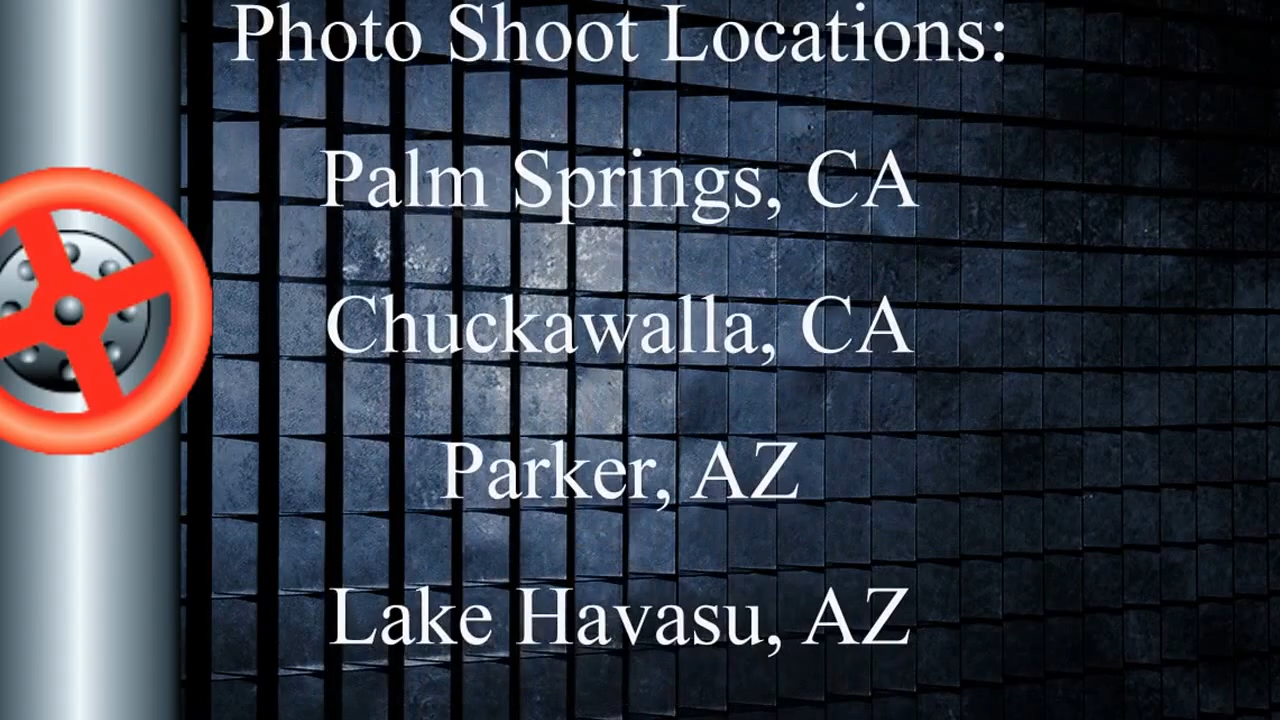 Photo Shoot Locations:
Palm Springs, CA
Chuckawalla, CA
Parker, AZ
Lake Havasu, AZ